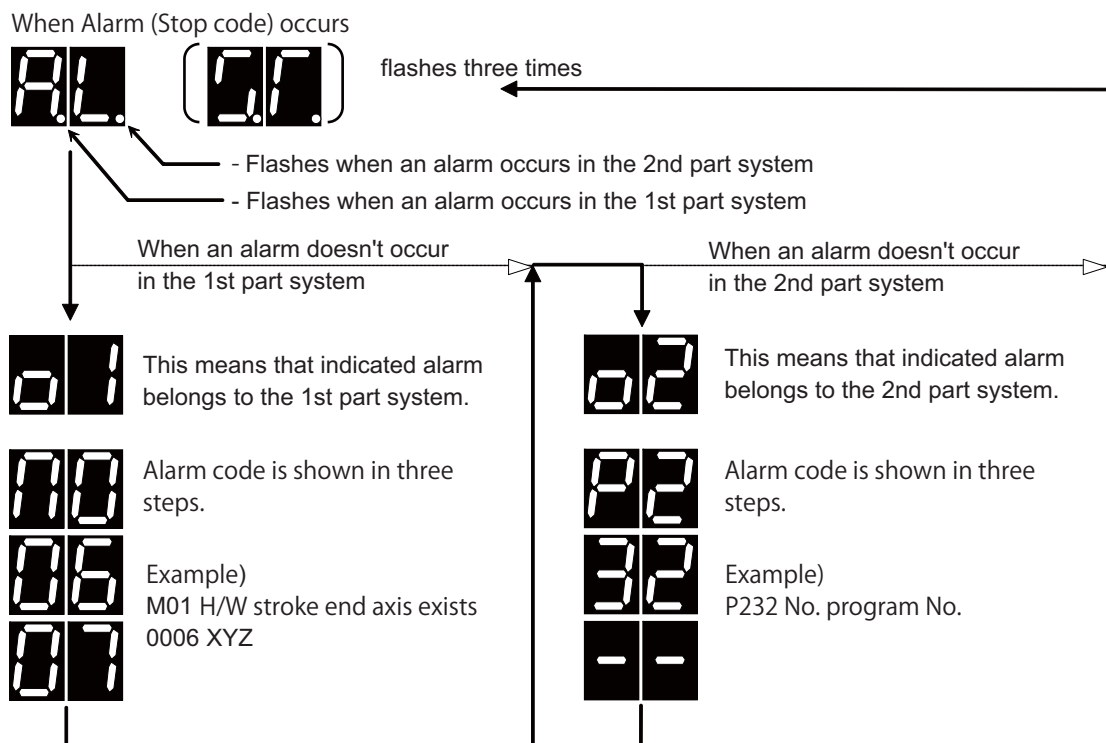 When Alarm (Stop code) occurs
A.L.
flashes three times
- Flashes when an alarm occurs in the 2nd part system
- Flashes when an alarm occurs in the 1st part system
When an alarm doesn't occur
in the 1st part system
When an alarm doesn't occur
in the 2nd part system
o1
This means that indicated alarm
belongs to the 1st part system.
M0
Alarm code is shown in three
steps.
06
07
Example)
M01 H/W stroke end axis exists
0006 XYZ
o2
This means that indicated alarm
belongs to the 2nd part system.
P2
Alarm code is shown in three
steps.
32
- -
Example)
P232 No. program No.